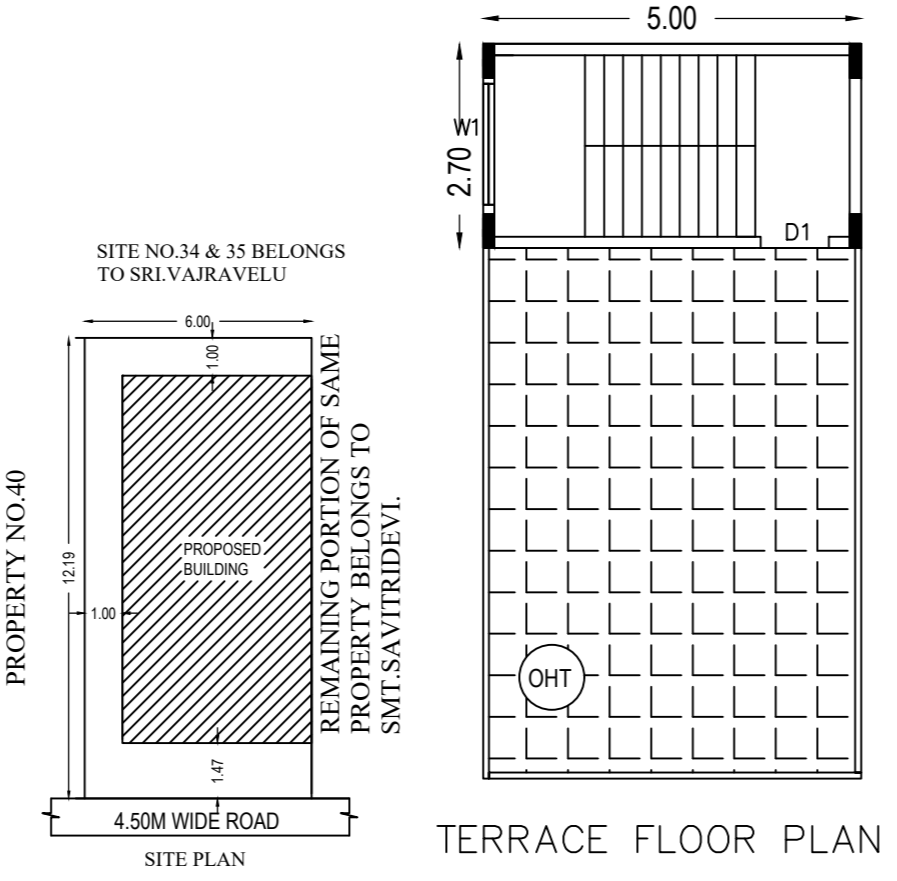 5.00
W1
2.70
D1
OHT
TERRACE FLOOR PLAN
SITE NO.34 & 35 BELONGS
TO SRI.VAJRAVELU
6.00
1.00
12.19
1.00
PROPOSED
BUILDING
1.47
PROPERTY NO.40
REMAINING PORTION OF SAME
PROPERTY BELONGS TO
SMT.SAVITRIDEVI.
4.50M WIDE ROAD
SITE PLAN